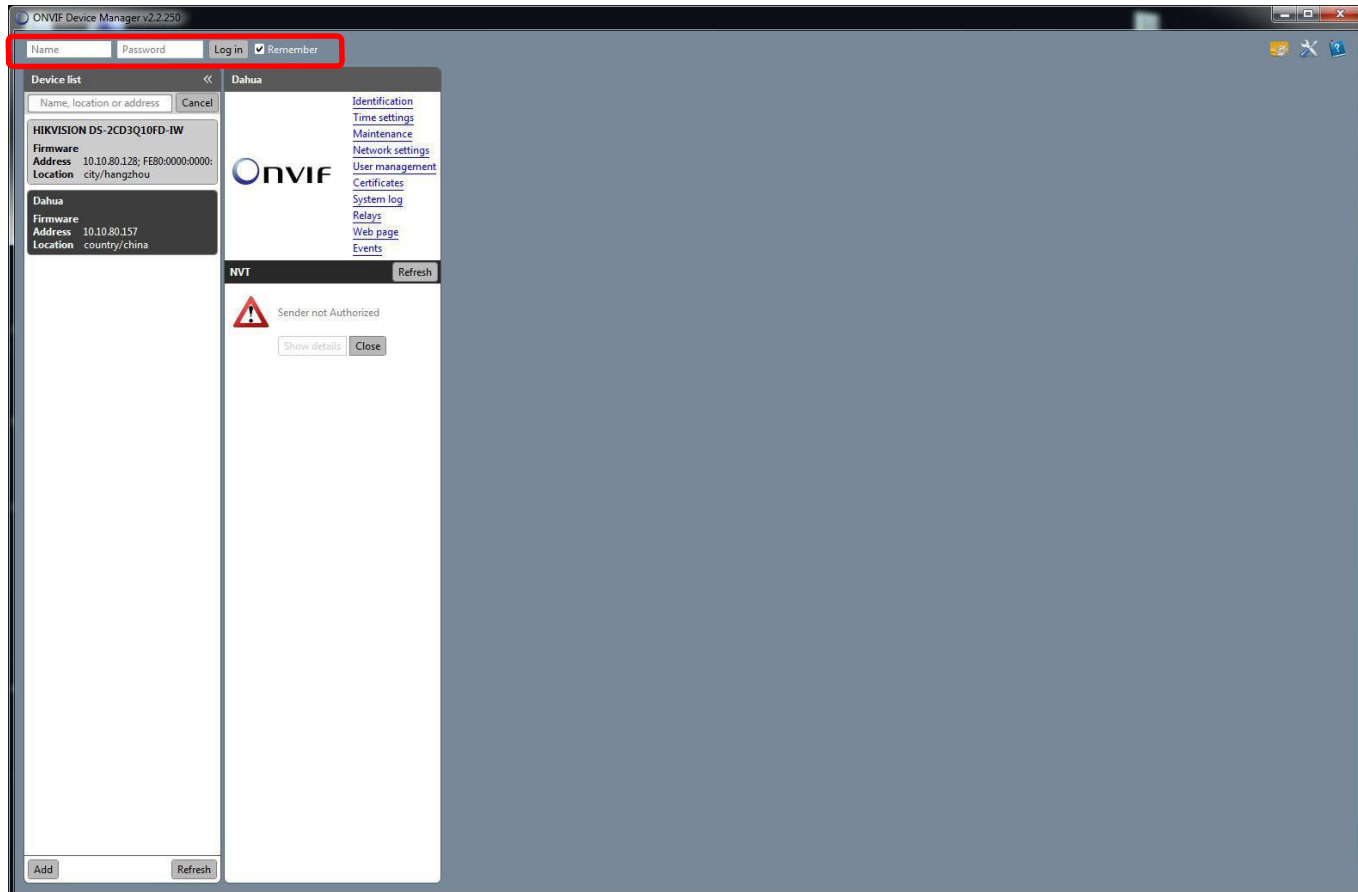 ONVIF Device Manager v2.2.250
Name Password Log in Remember
Device list «
Name, location or address Cancel
HIKVISION DS-2CD3Q10FD-IW
Firmware
Address 10.10.80.128; FE80:0000:0000:
Location city/hangzhou
Dahua
Firmware
Address 10.10.80.157
Location country/china
Add Refresh
Dahua
ONVIF
Identification
Time settings
Maintenance
Network settings
User management
Certificates
System log
Relays
Web page
Events
NVT Refresh
Sender not Authorized
Show details Close